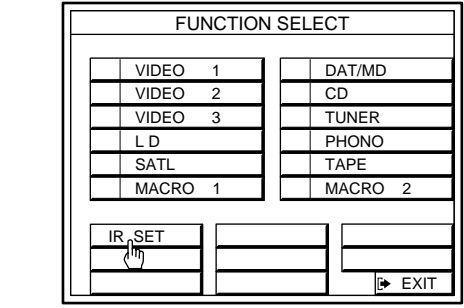 FUNCTION SELECT
VIDEO 1 DAT/MD
VIDEO 2 CD
VIDEO 3 TUNER
L D PHONO
SATL TAPE
MACRO 1 MACRO 2
IR SET
EXIT